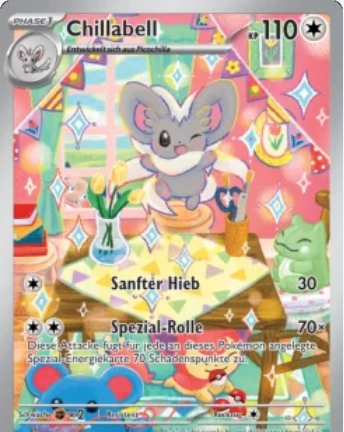 PHASE 1
Chillabell
KP 110
Entwickelt sich aus Picochilla
Sanfter Hieb 30
Spezial-Rolle 70×
Diese Attacke fügt für jede an dieses Pokémon angelegte
Spezial-Energiekarte 70 Schadenspunkte zu.
Schwäche ×2 Resistenz Rückzug